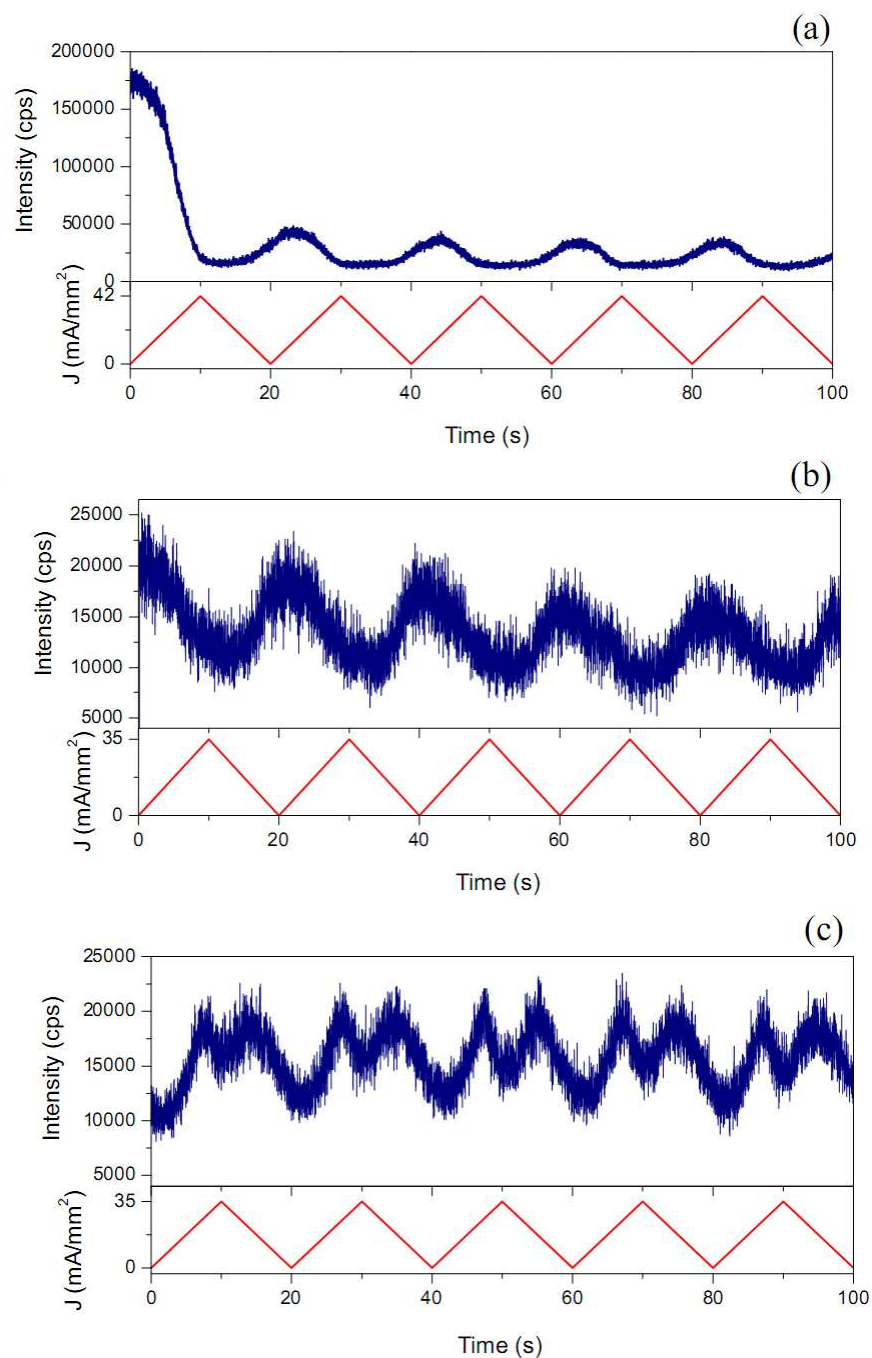 (a)
Intensity (cps)
200000
150000
100000
50000
0
J (mA/mm²)
42
0
0 20 40 60 80 100
Time (s)
(b)
Intensity (cps)
25000
20000
15000
10000
5000
J (mA/mm²)
35
0
0 20 40 60 80 100
Time (s)
(c)
Intensity (cps)
25000
20000
15000
10000
5000
J (mA/mm²)
35
0
0 20 40 60 80 100
Time (s)